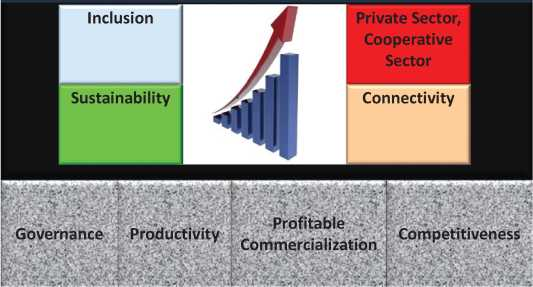 Inclusion
Private Sector,
Cooperative
Sector
Sustainability
Connectivity
Governance
Productivity
Profitable
Commercialization
Competitiveness